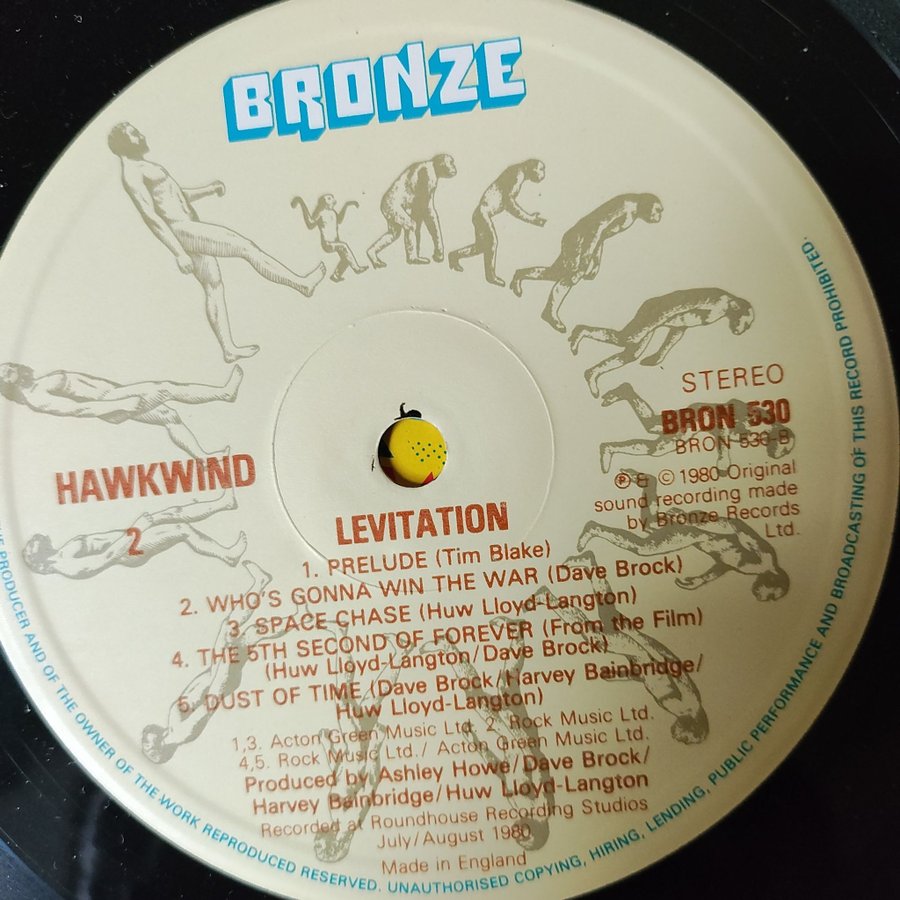 BRONZE
STEREO
BRON 530
BRON 530-B
℗ & © 1980 Original
sound recording made
by Bronze Records
Ltd.
HAWKWIND
2
LEVITATION
1. PRELUDE (Tim Blake)
2. WHO'S GONNA WIN THE WAR (Dave Brock)
3. SPACE CHASE (Huw Lloyd-Langton)
4. THE 5TH SECOND OF FOREVER (From the Film)
(Huw Lloyd-Langton/Dave Brock)
5. DUST OF TIME (Dave Brock/Harvey Bainbridge/
Huw Lloyd-Langton)
1,3. Acton Green Music Ltd. Rock Music Ltd.
4,5. Rock Music Ltd./ Acton Green Music Ltd.
Produced by Ashley Howe/Dave Brock/
Harvey Bainbridge/Huw Lloyd-Langton
Recorded at Roundhouse Recording Studios
July/August 1980
Made in England
PRODUCER AND OF THE OWNER OF THE WORK REPRODUCED RESERVED. UNAUTHORISED COPYING, HIRING, LENDING, PUBLIC PERFORMANCE AND BROADCASTING OF THIS RECORD PROHIBITED.